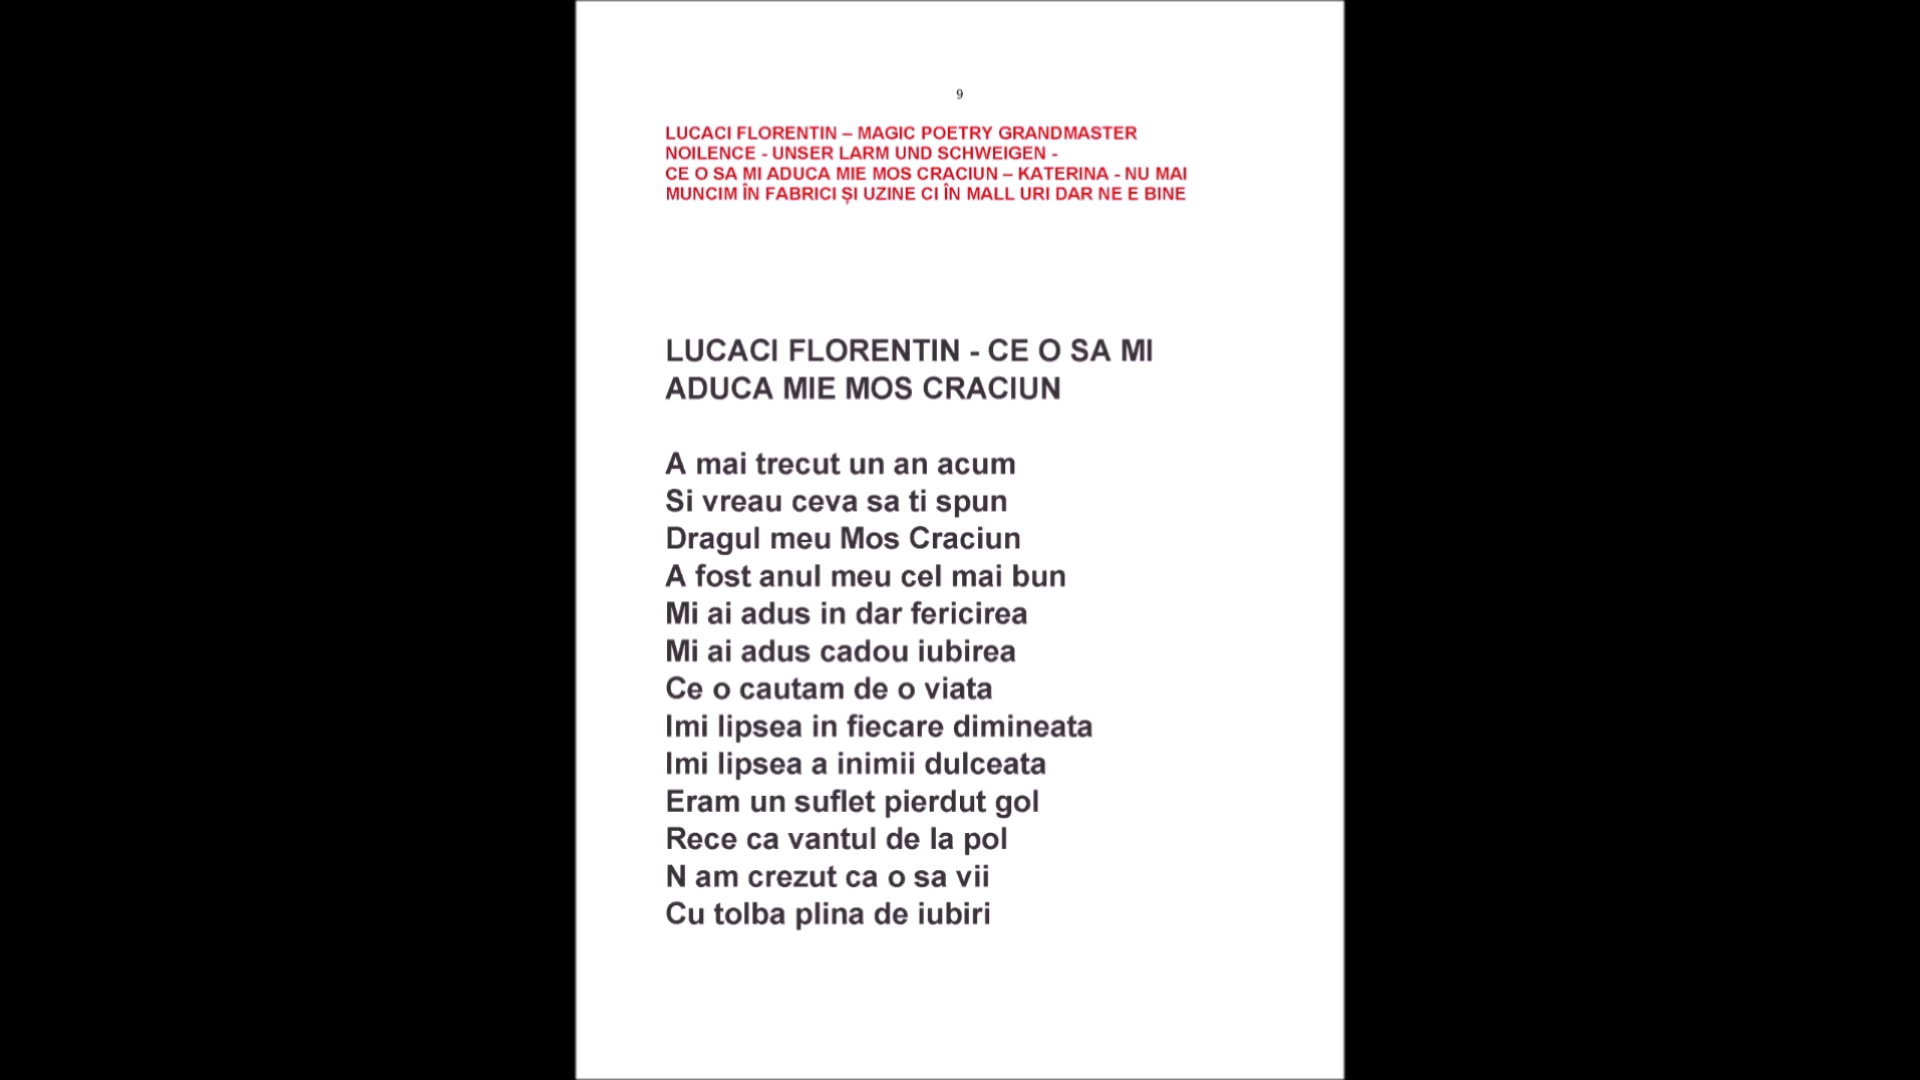 9
LUCACI FLORENTIN – MAGIC POETRY GRANDMASTER
NOILENCE - UNSER LARM UND SCHWEIGEN -
CE O SA MI ADUCA MIE MOS CRACIUN – KATERINA - NU MAI
MUNCIM ÎN FABRICI ȘI UZINE CI ÎN MALL URI DAR NE E BINE
LUCACI FLORENTIN - CE O SA MI
ADUCA MIE MOS CRACIUN
A mai trecut un an acum
Si vreau ceva sa ti spun
Dragul meu Mos Craciun
A fost anul meu cel mai bun
Mi ai adus in dar fericirea
Mi ai adus cadou iubirea
Ce o cautam de o viata
Imi lipsea in fiecare dimineata
Imi lipsea a inimii dulceata
Eram un suflet pierdut gol
Rece ca vantul de la pol
N am crezut ca o sa vii
Cu tolba plina de iubiri